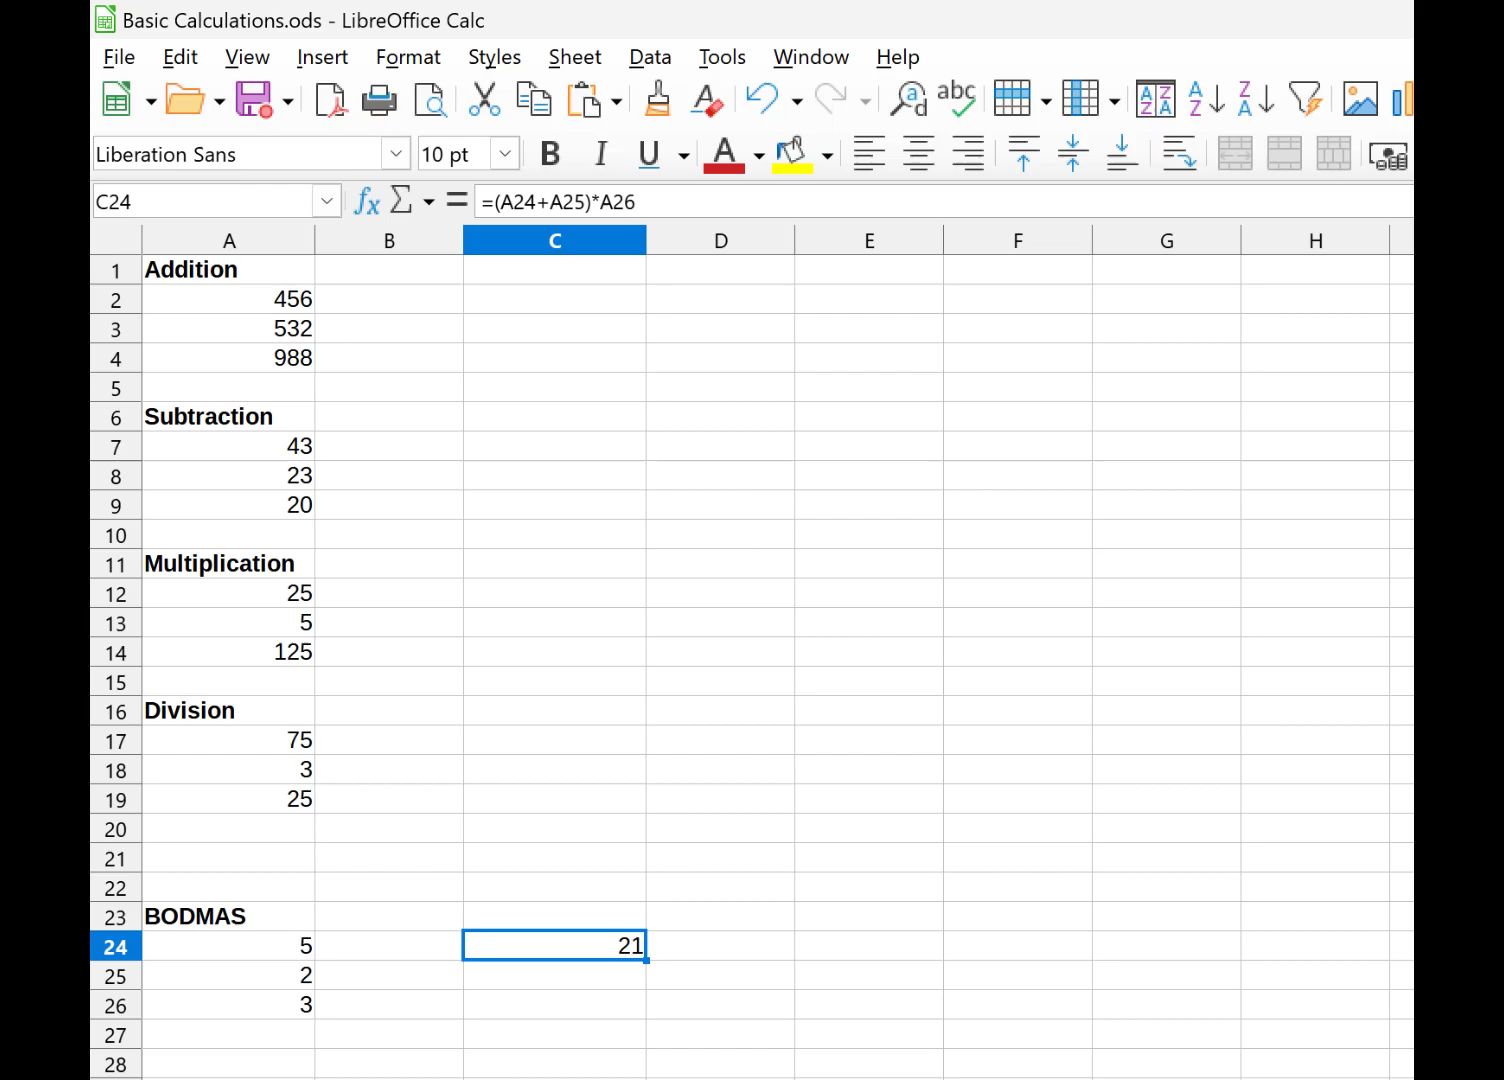 Basic Calculations.ods - LibreOffice Calc
File Edit View Insert Format Styles Sheet Data Tools Window Help
Liberation Sans 10 pt B I U A
C24 fx Σ = =(A24+A25)*A26
A B C D E F G H
1 Addition
2 456
3 532
4 988
5
6 Subtraction
7 43
8 23
9 20
10
11 Multiplication
12 25
13 5
14 125
15
16 Division
17 75
18 3
19 25
20
21
22
23 BODMAS
24 5 21
25 2
26 3
27
28